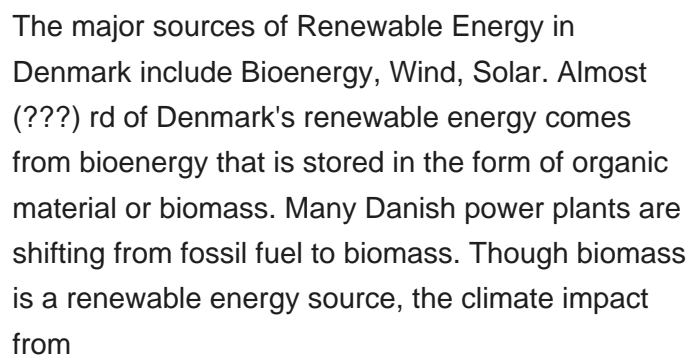 The major sources of Renewable Energy in
Denmark include Bioenergy, Wind, Solar. Almost
(???) rd of Denmark's renewable energy comes
from bioenergy that is stored in the form of organic
material or biomass. Many Danish power plants are
shifting from fossil fuel to biomass. Though biomass
is a renewable energy source, the climate impact
from